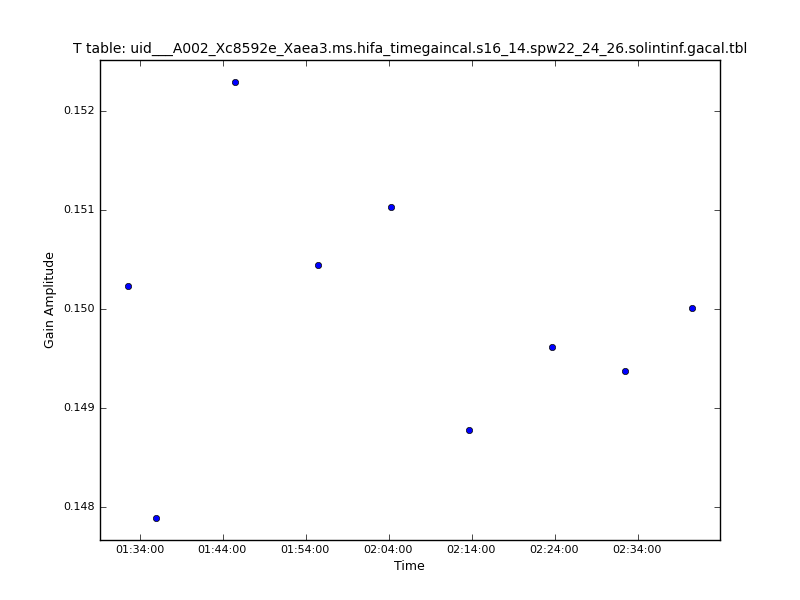 T table: uid___A002_Xc8592e_Xaea3.ms.hifa_timegaincal.s16_14.spw22_24_26.solintinf.gacal.tbl
0.152
0.151
0.150
0.149
0.148
Gain Amplitude
01:34:00 01:44:00 01:54:00 02:04:00 02:14:00 02:24:00 02:34:00
Time